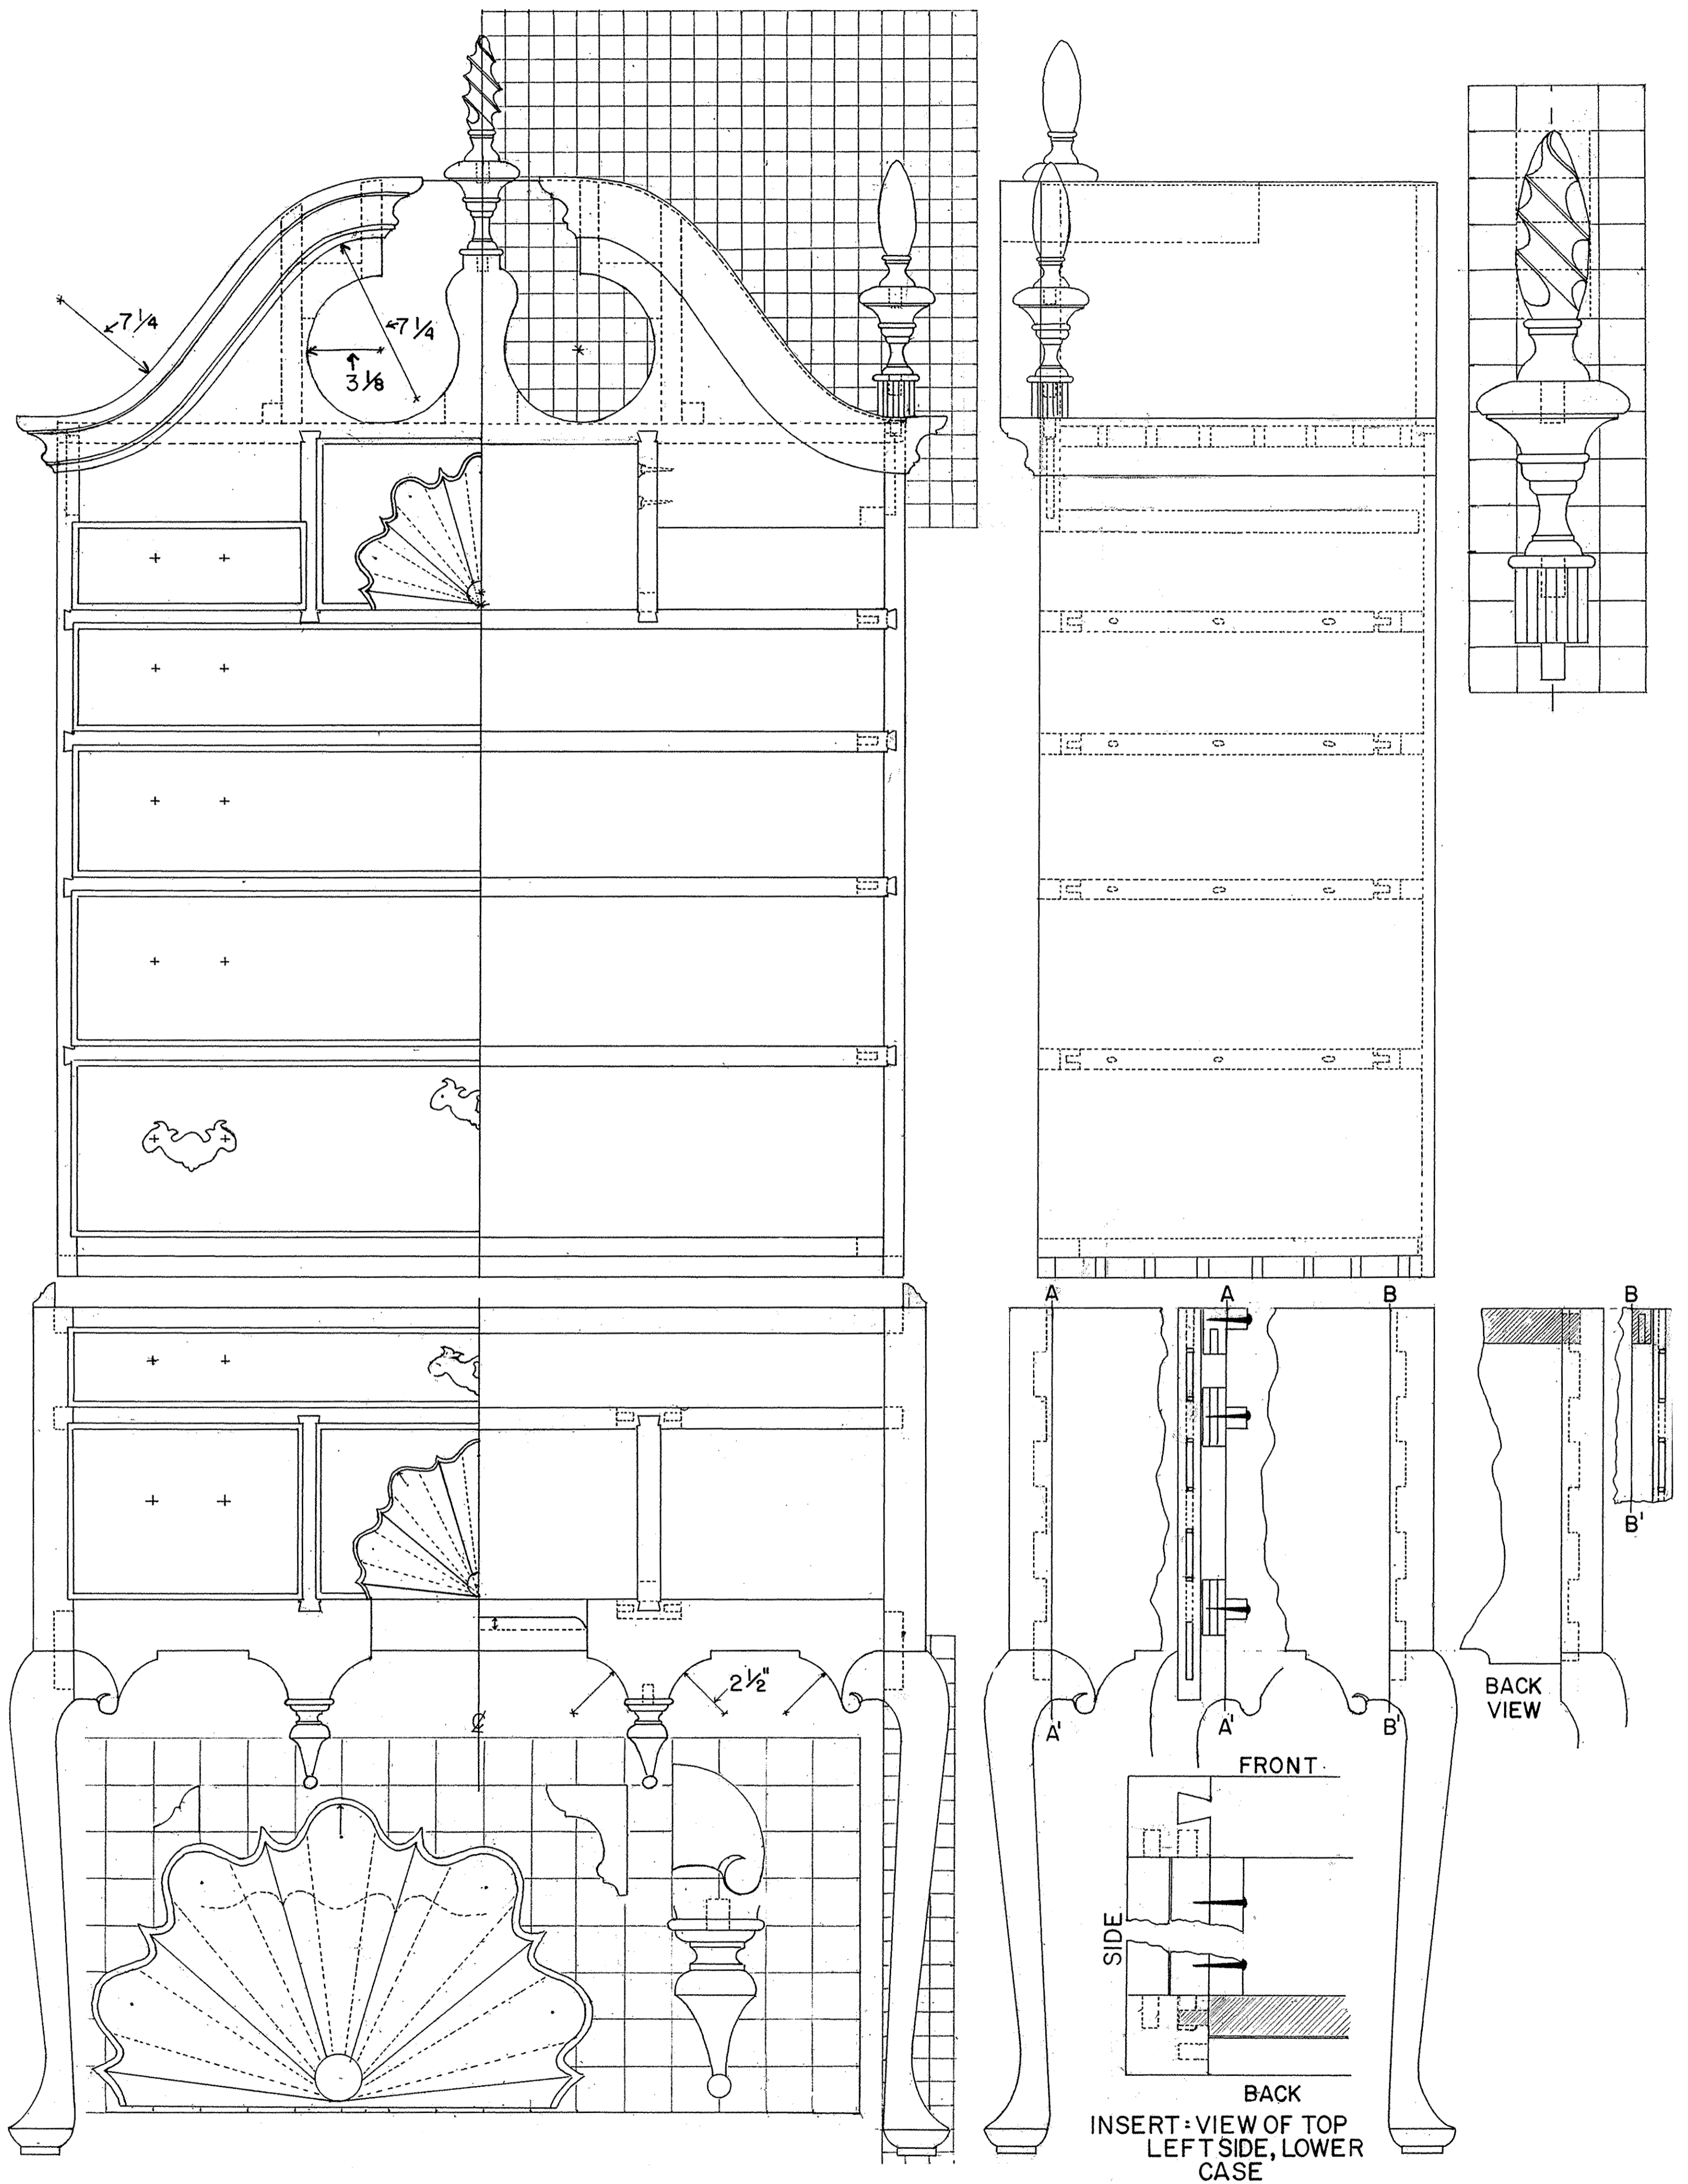 7 1/4
7 1/4
3 1/8
A
A
B
B
B'
2 1/2"
℄
A'
A'
B'
BACK
VIEW
FRONT
SIDE
BACK
INSERT: VIEW OF TOP
LEFT SIDE, LOWER
CASE